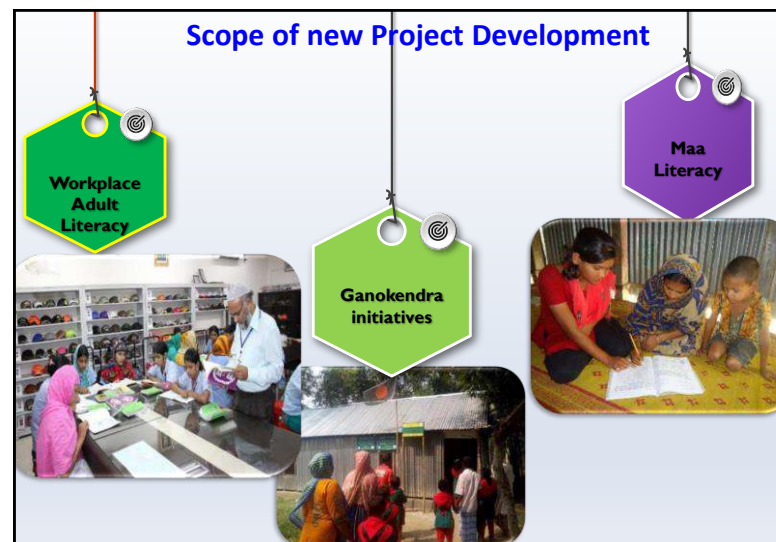 Scope of new Project Development
Workplace
Adult
Literacy
Ganokendra
initiatives
Maa
Literacy